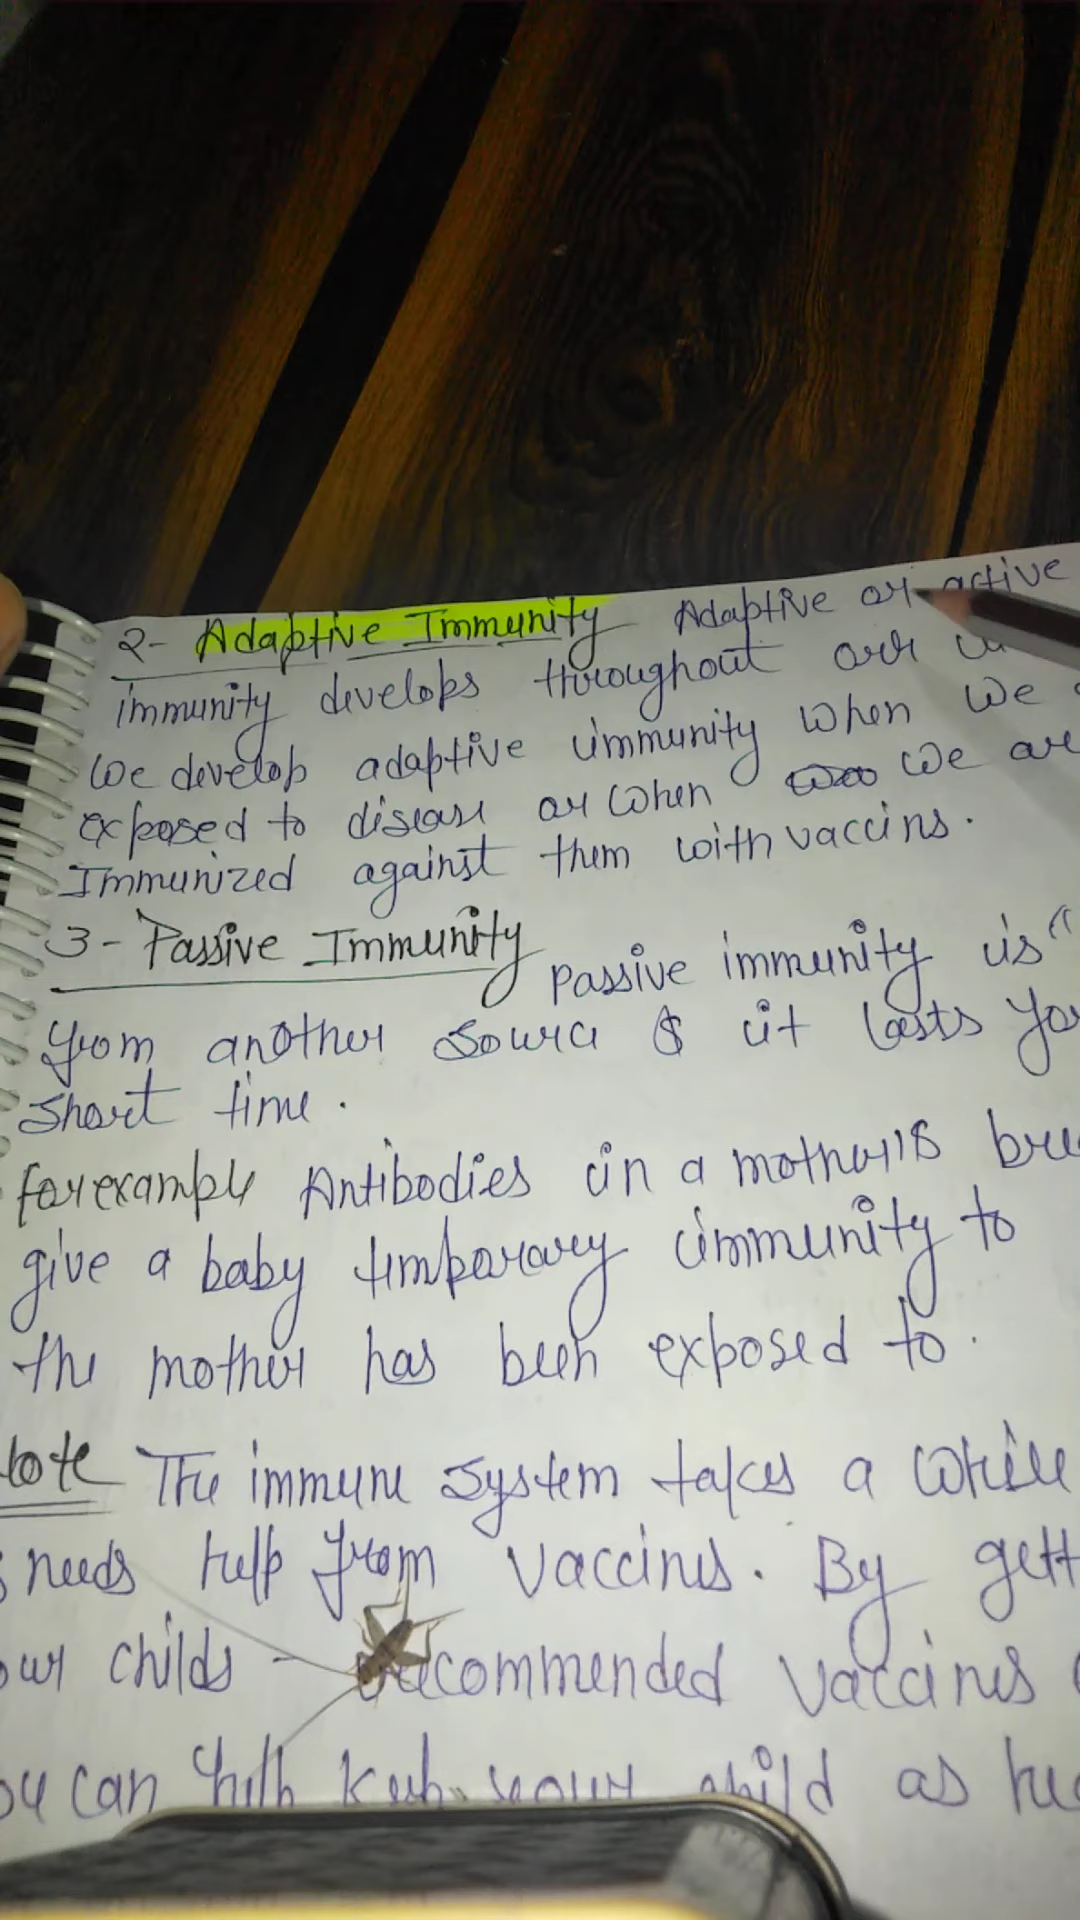 2- Adaptive Immunity Adaptive or active
immunity develops throughout our
We develop adaptive immunity when we
exposed to disease or when we are
Immunized against them with vaccins.
3- Passive Immunity passive immunity is "
from another source & it lasts for
short time.
for example Antibodies in a mother's
give a baby temporary immunity to
the mother has been exposed to.
Note The immune system takes a while
needs help from vaccines. By
our childs - recommended vaccines
you can help keep your child as